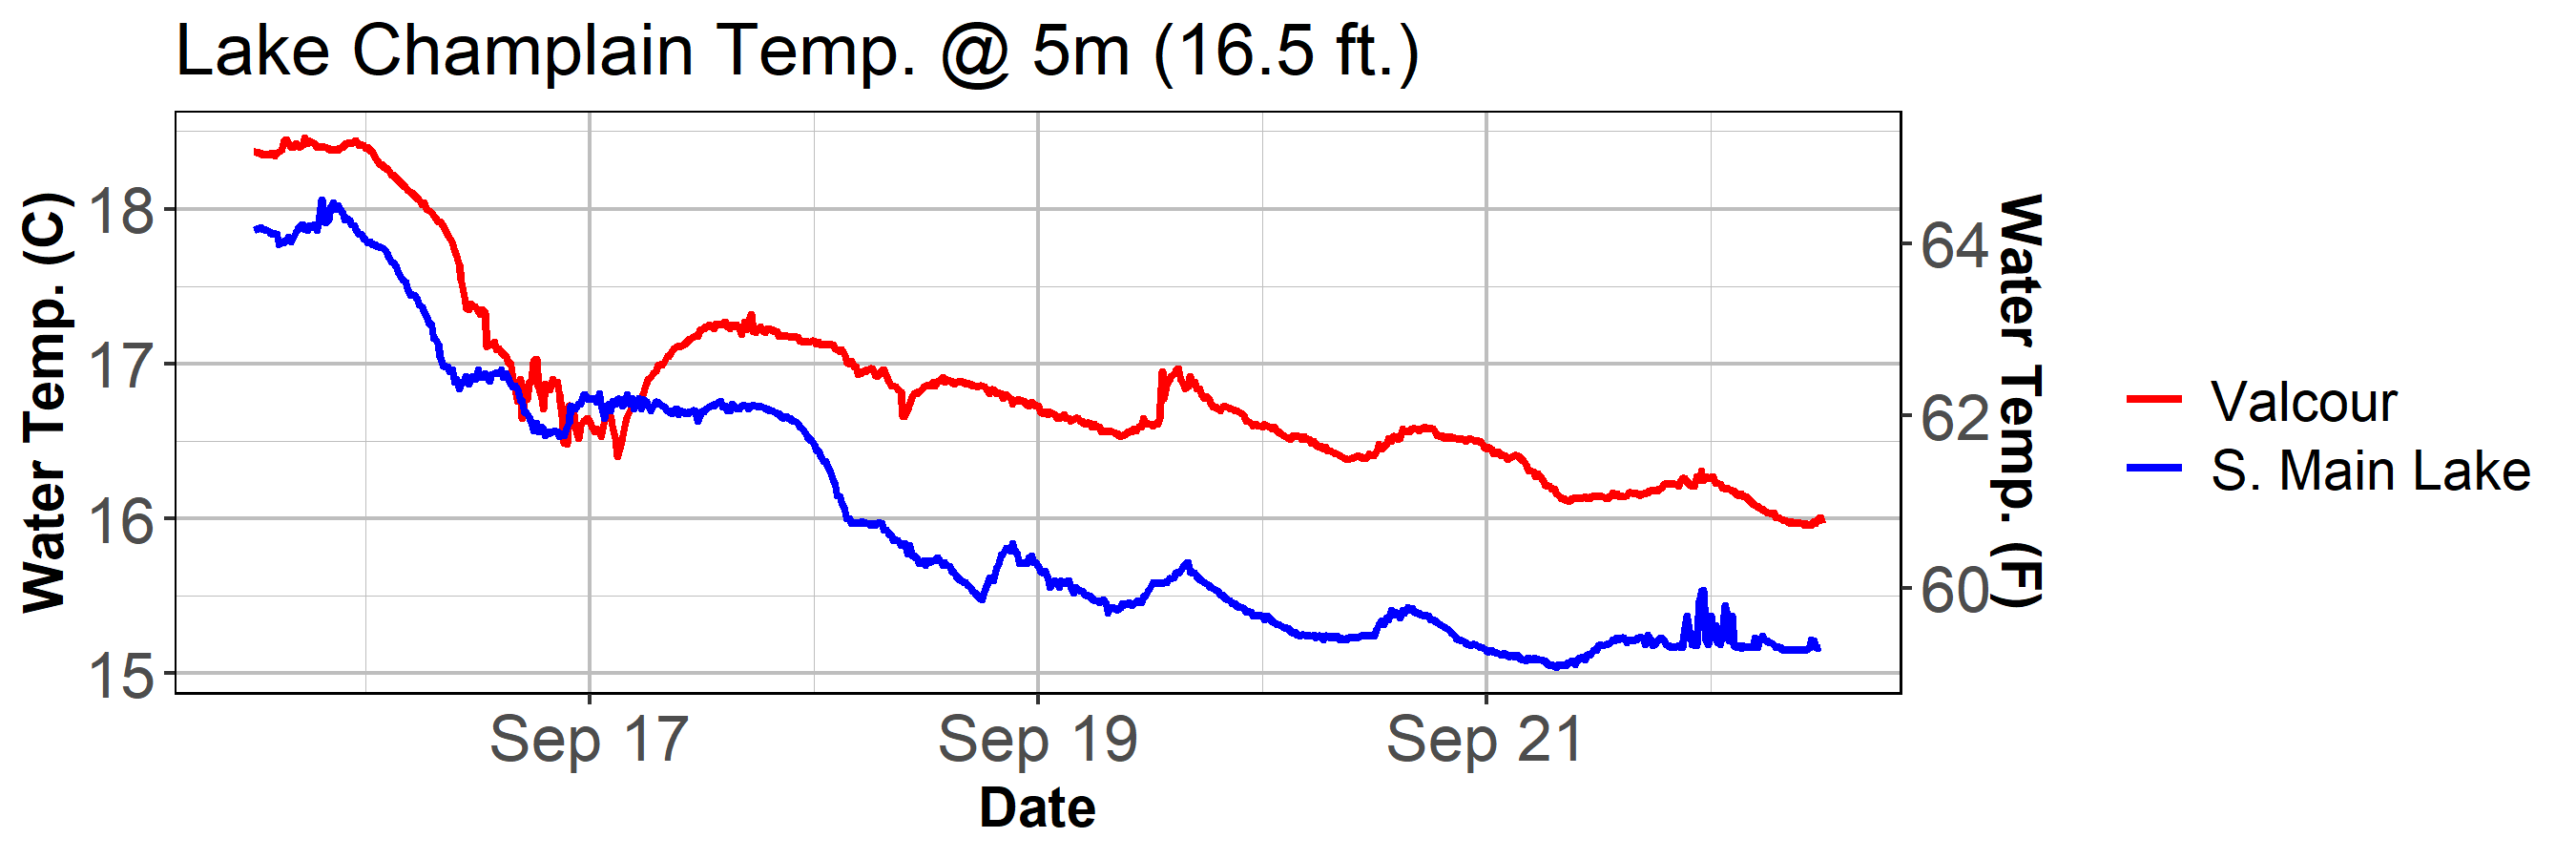 Lake Champlain Temp. @ 5m (16.5 ft.)
Water Temp. (C)
18
17
16
15
64
62
60
Water Temp. (F)
Sep 17
Sep 19
Sep 21
Date
Valcour
S. Main Lake